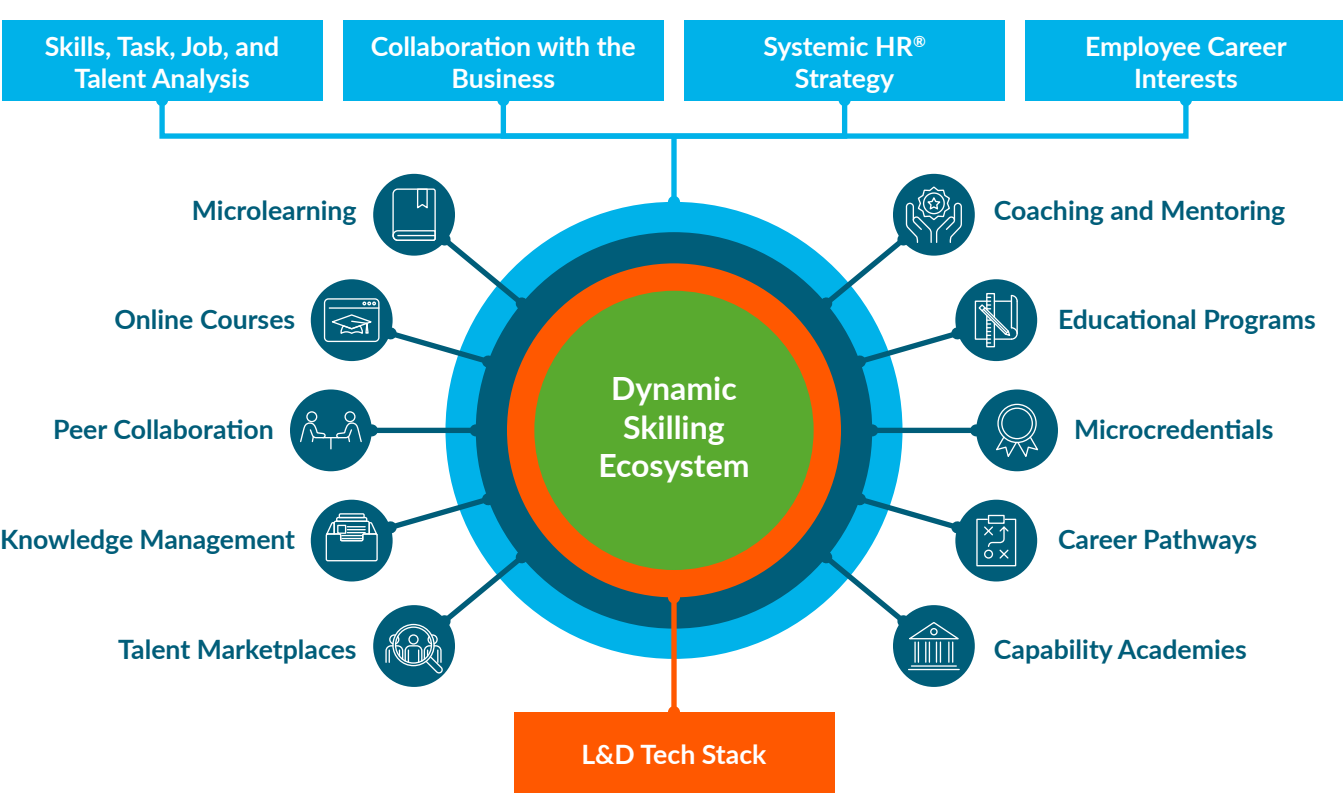 Skills, Task, Job, and
Talent Analysis
Collaboration with the
Business
Systemic HR®
Strategy
Employee Career
Interests
Microlearning
Coaching and Mentoring
Online Courses
Educational Programs
Peer Collaboration
Dynamic
Skilling
Ecosystem
Microcredentials
Knowledge Management
Career Pathways
Talent Marketplaces
Capability Academies
L&D Tech Stack